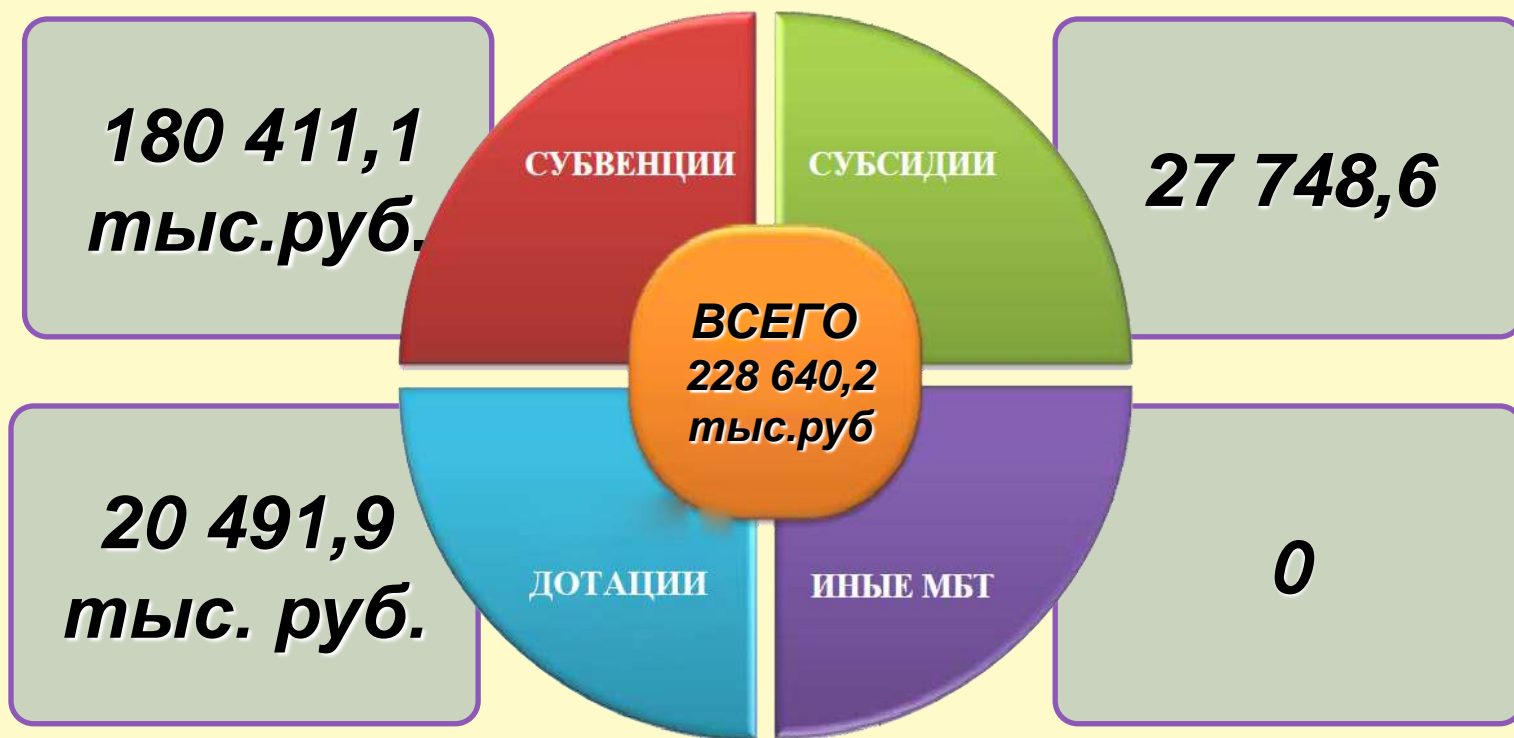 180 411,1
тыс.руб.
СУБВЕНЦИИ
СУБСИДИИ
27 748,6
ВСЕГО
228 640,2
тыс.руб
20 491,9
тыс. руб.
ДОТАЦИИ
ИНЫЕ МБТ
0